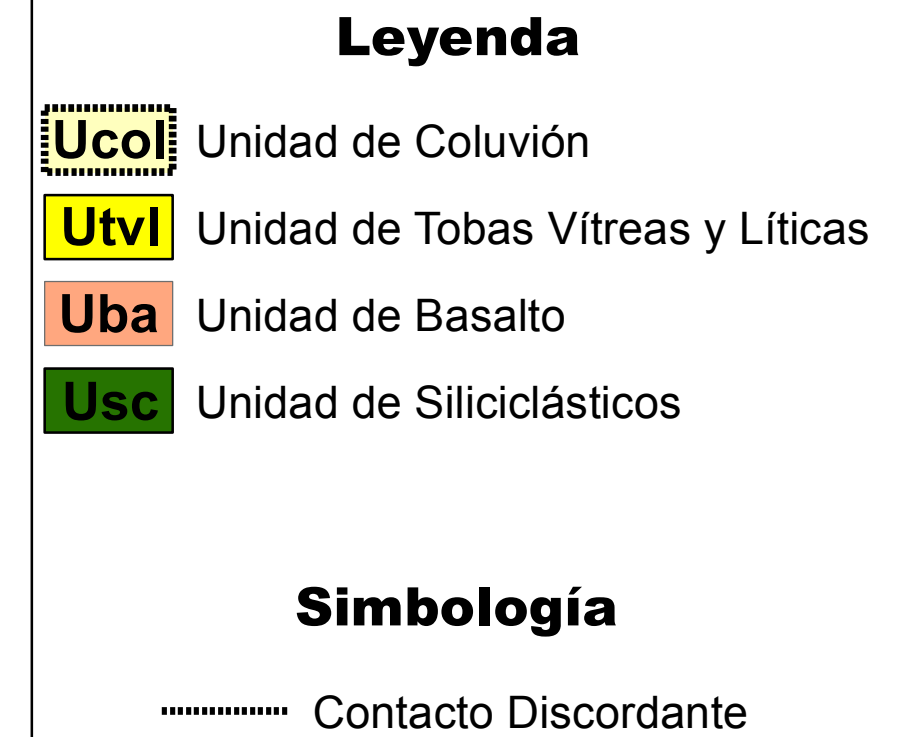 Leyenda
Ucol Unidad de Coluvión
Utvl Unidad de Tobas Vítreas y Líticas
Uba Unidad de Basalto
Usc Unidad de Siliciclásticos
Simbología
Contacto Discordante